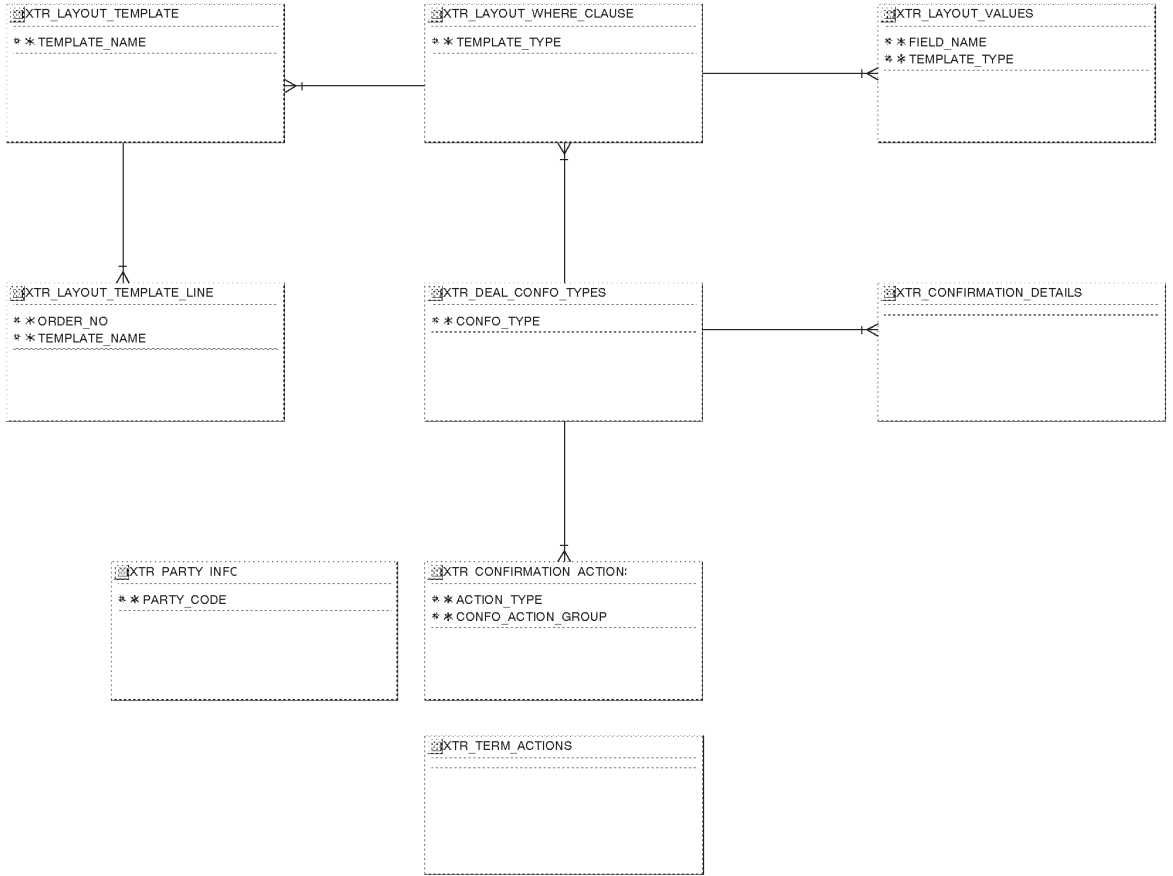 XTR_LAYOUT_TEMPLATE
* * TEMPLATE_NAME
XTR_LAYOUT_WHERE_CLAUSE
* * TEMPLATE_TYPE
XTR_LAYOUT_VALUES
* * FIELD_NAME
* * TEMPLATE_TYPE
XTR_LAYOUT_TEMPLATE_LINE
* * ORDER_NO
* * TEMPLATE_NAME
XTR_DEAL_CONFO_TYPES
* * CONFO_TYPE
XTR_CONFIRMATION_DETAILS
XTR_PARTY_INFO
* * PARTY_CODE
XTR_CONFIRMATION_ACTIONS
* * ACTION_TYPE
* * CONFO_ACTION_GROUP
XTR_TERM_ACTIONS